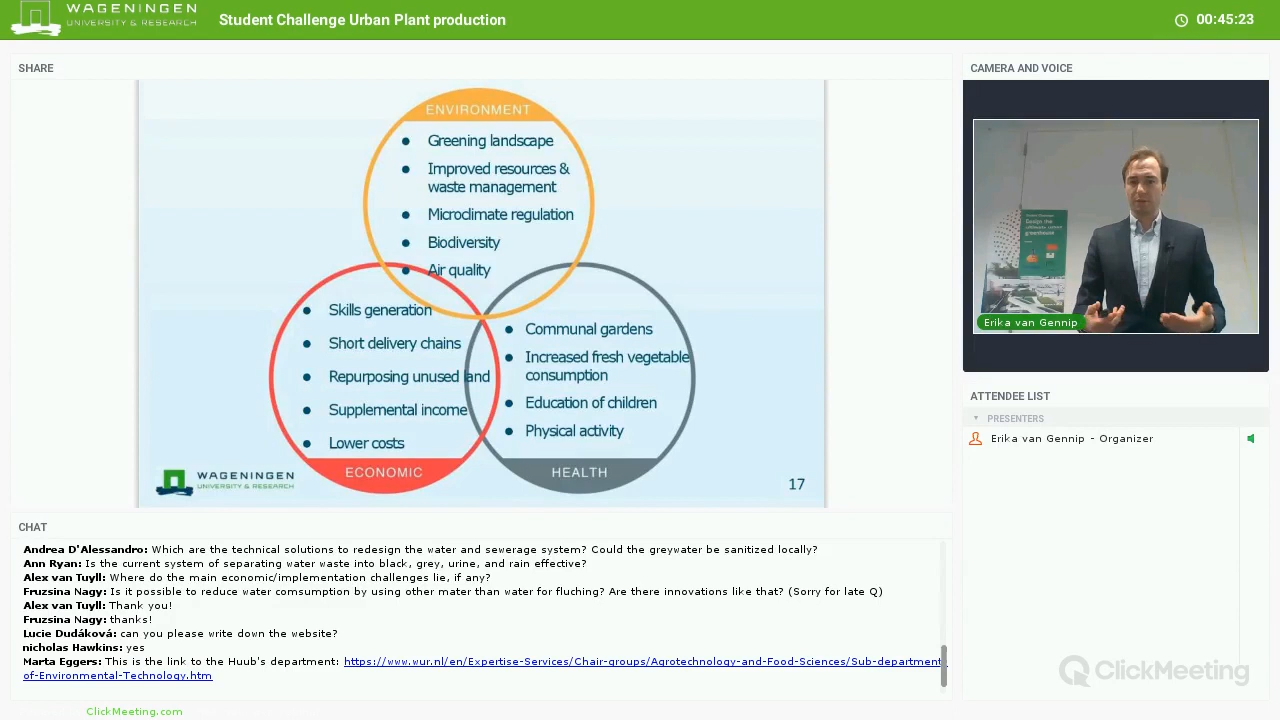 WAGENINGEN
UNIVERSITY & RESEARCH
Student Challenge Urban Plant production
00:45:23
SHARE
ENVIRONMENT
Greening landscape
Improved resources &
waste management
Microclimate regulation
Biodiversity
Air quality
Skills generation
Short delivery chains
Repurposing unused land
Supplemental income
Lower costs
ECONOMIC
Communal gardens
Increased fresh vegetable
consumption
Education of children
Physical activity
HEALTH
WAGENINGEN
UNIVERSITY & RESEARCH
17
CAMERA AND VOICE
Design the
ultimate urban
greenhouse
Erika van Gennip
ATTENDEE LIST
PRESENTERS
Erika van Gennip - Organizer
CHAT
Andrea D'Alessandro: Which are the technical solutions to redesign the water and sewerage system? Could the greywater be sanitized locally?
Ann Ryan: Is the current system of separating water waste into black, grey, urine, and rain effective?
Alex van Tuyll: Where do the main economic/implementation challenges lie, if any?
Fruzsina Nagy: Is it possible to reduce water comsumption by using other mater than water for fluching? Are there innovations like that? (Sorry for late Q)
Alex van Tuyll: Thank you!
Fruzsina Nagy: thanks!
Lucie Dudáková: can you please write down the website?
nicholas Hawkins: yes
Marta Eggers: This is the link to the Huub's department: https://www.wur.nl/en/Expertise-Services/Chair-groups/Agrotechnology-and-Food-Sciences/Sub-department-
of-Environmental-Technology.htm
ClickMeeting
ClickMeeting.com